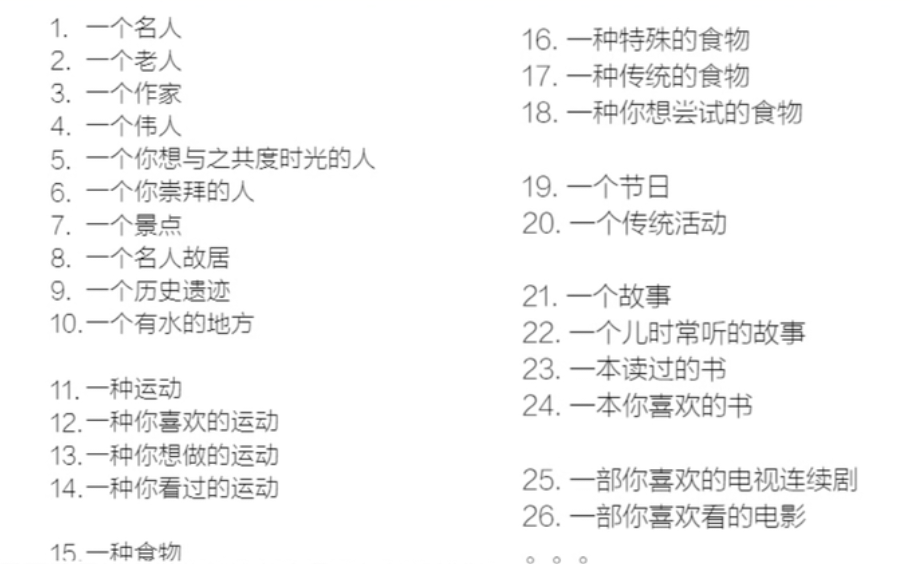 1. 一个名人
2. 一个老人
3. 一个作家
4. 一个伟人
5. 一个你想与之共度时光的人
6. 一个你崇拜的人
7. 一个景点
8. 一个名人故居
9. 一个历史遗迹
10.一个有水的地方
11.一种运动
12.一种你喜欢的运动
13.一种你想做的运动
14.一种你看过的运动
15.一种食物
16. 一种特殊的食物
17. 一种传统的食物
18. 一种你想尝试的食物
19. 一个节日
20. 一个传统活动
21. 一个故事
22. 一个儿时常听的故事
23. 一本读过的书
24. 一本你喜欢的书
25. 一部你喜欢的电视连续剧
26. 一部你喜欢看的电影
。。。